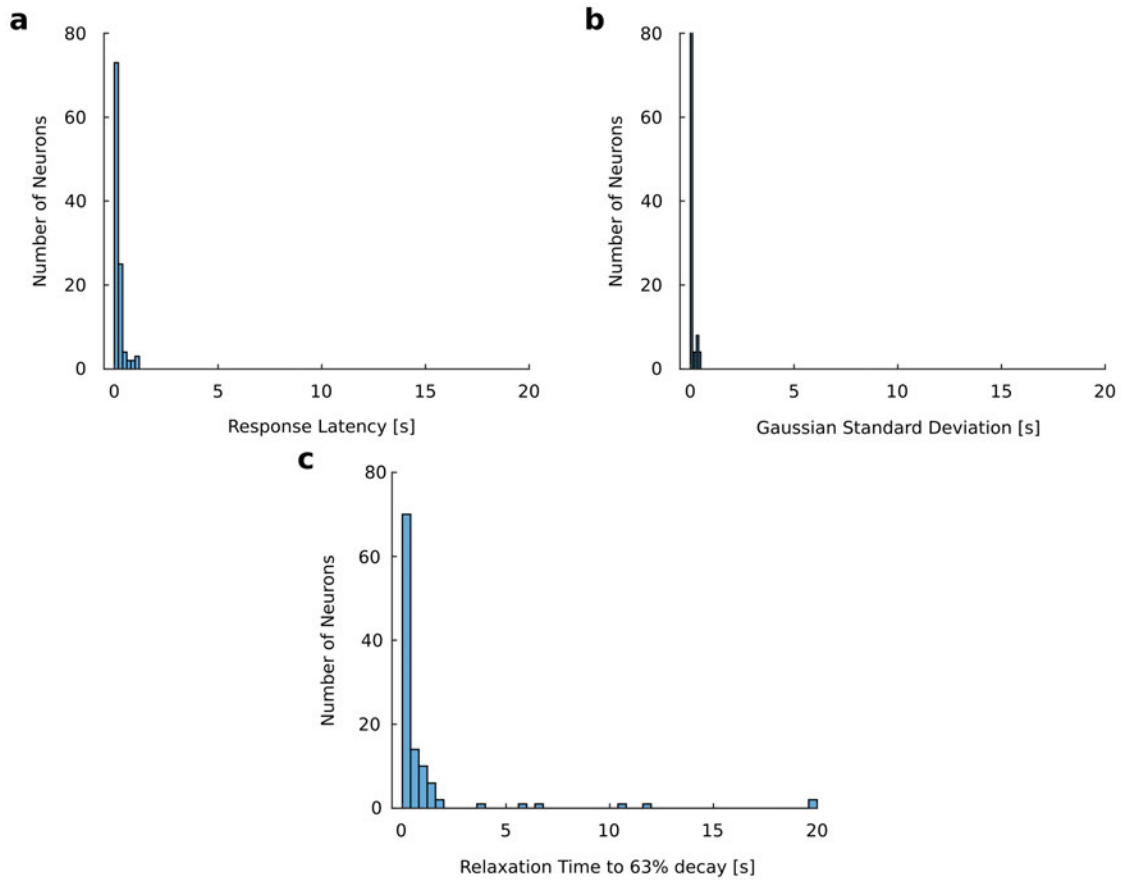 a
80
60
40
20
0
Number of Neurons
0 5 10 15 20
Response Latency [s]
b
80
60
40
20
0
Number of Neurons
0 5 10 15 20
Gaussian Standard Deviation [s]
c
80
60
40
20
0
Number of Neurons
0 5 10 15 20
Relaxation Time to 63% decay [s]